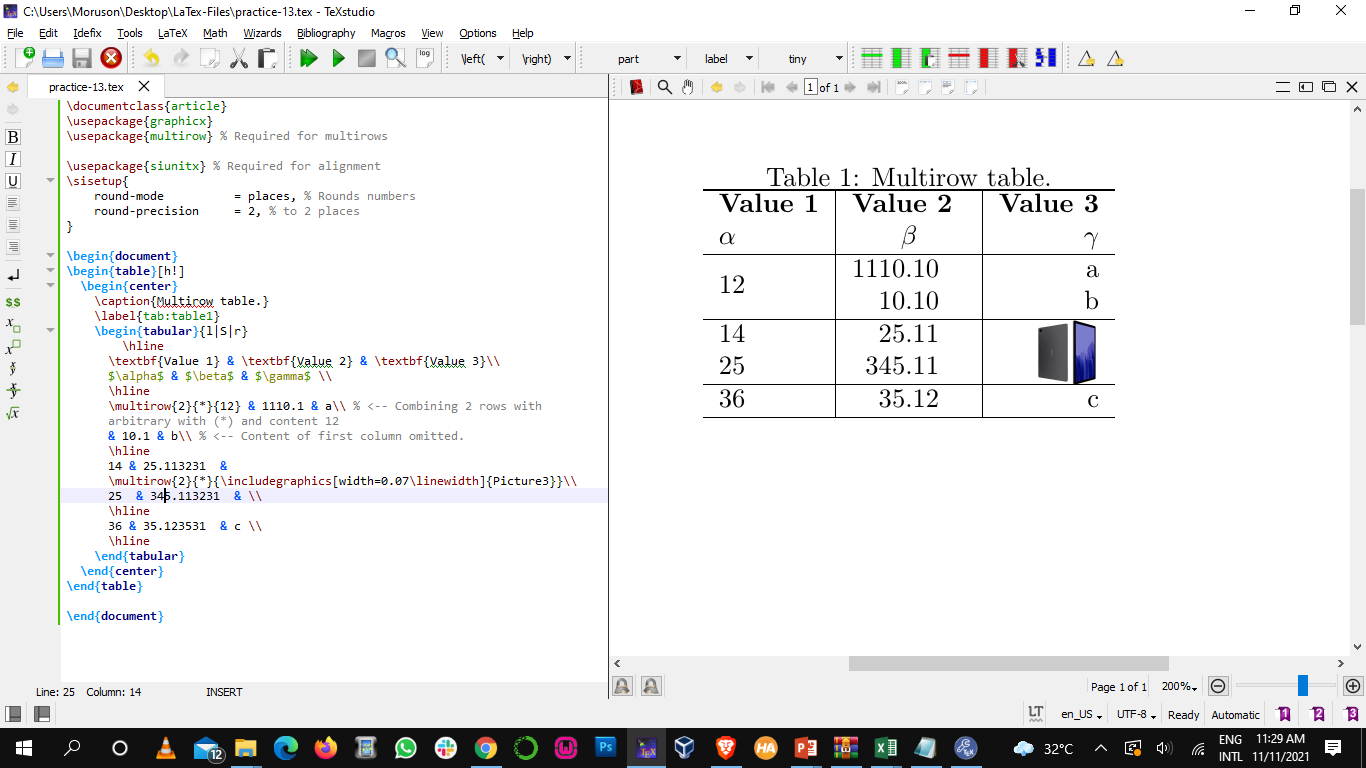 C:\Users\Moruson\Desktop\LaTex-Files\practice-13.tex - TeXstudio
File Edit Idefix Tools LaTeX Math Wizards Bibliography Macros View Options Help
log \left( \right) part label tiny
practice-13.tex
1 of 1
\documentclass{article}
\usepackage{graphicx}
\usepackage{multirow} % Required for multirows
\usepackage{siunitx} % Required for alignment
\sisetup{
round-mode = places, % Rounds numbers
round-precision = 2, % to 2 places
}
\begin{document}
\begin{table}[h!]
\begin{center}
\caption{Multirow table.}
\label{tab:table1}
\begin{tabular}{l|S|r}
\hline
\textbf{Value 1} & \textbf{Value 2} & \textbf{Value 3}\\
$\alpha$ & $\beta$ & $\gamma$ \\
\hline
\multirow{2}{*}{12} & 1110.1 & a\\ % <-- Combining 2 rows with
arbitrary with (*) and content 12
& 10.1 & b\\ % <-- Content of first column omitted.
\hline
14 & 25.113231 &
\multirow{2}{*}{\includegraphics[width=0.07\linewidth]{Picture3}}\\
25 & 345.113231 & \\
\hline
36 & 35.123531 & c \\
\hline
\end{tabular}
\end{center}
\end{table}
\end{document}
Table 1: Multirow table.
Value 1 Value 2 Value 3
α β γ
12 1110.10 a
10.10 b
14 25.11
25 345.11
36 35.12 c
Line: 25 Column: 14 INSERT
Page 1 of 1 200%
LT en_US UTF-8 Ready Automatic 1 2 3
12 Ps HA 32°C ENG 11:29 AM
INTL 11/11/2021